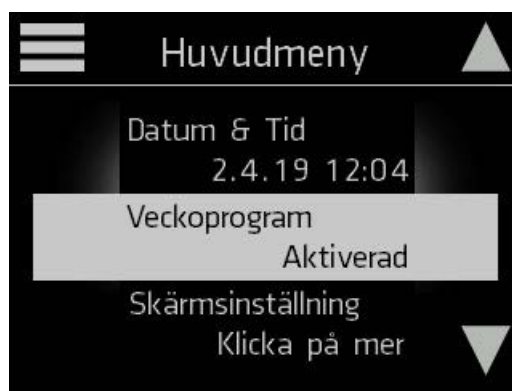 Huvudmeny
Datum & Tid
2.4.19 12:04
Veckoprogram
Aktiverad
Skärmsinställning
Klicka på mer